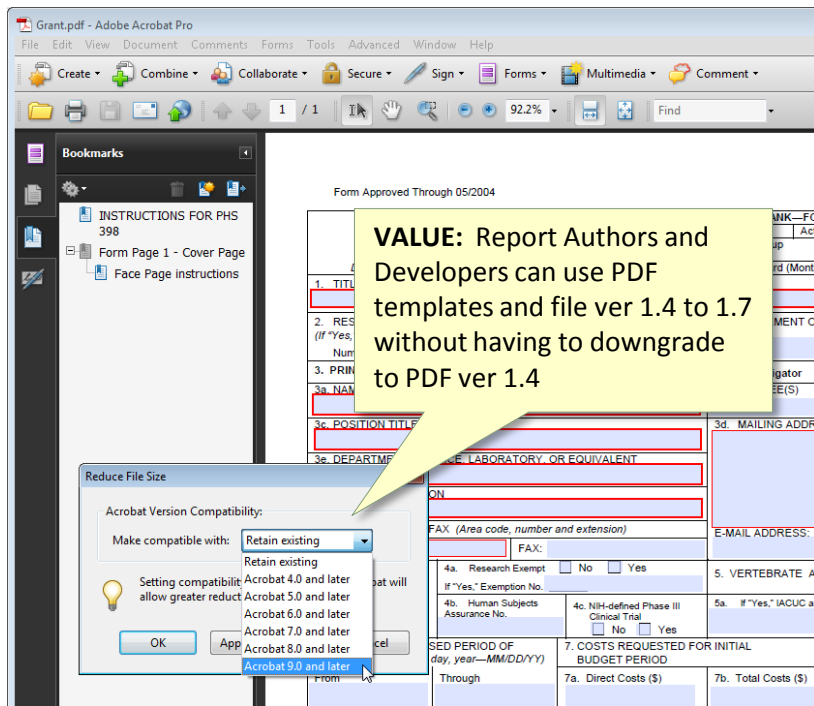 Grant.pdf - Adobe Acrobat Pro
File Edit View Document Comments Forms Tools Advanced Window Help
Create Combine Collaborate Secure Sign Forms Multimedia Comment
1 / 1 92.2% Find
Bookmarks
INSTRUCTIONS FOR PHS
398
Form Page 1 - Cover Page
Face Page instructions
Form Approved Through 05/2004
VALUE: Report Authors and
Developers can use PDF
templates and file ver 1.4 to 1.7
without having to downgrade
to PDF ver 1.4
1. TITL
2. RES
(If "Yes,
Num
3. PRIN
3a. NAM
3c. POSITION TITLE
3d. MAILING ADDR
3e. DEPARTME CE, LABORATORY, OR EQUIVALENT
ON
FAX (Area code, number and extension)
FAX:
E-MAIL ADDRESS:
4a. Research Exempt No Yes
If "Yes," Exemption No.
5. VERTEBRATE A
4b. Human Subjects
Assurance No.
4c. NIH-defined Phase III
Clinical Trial
No Yes
5a. If "Yes," IACUC a
SED PERIOD OF
day, year—MM/DD/YY)
7. COSTS REQUESTED FOR INITIAL
BUDGET PERIOD
From Through 7a. Direct Costs ($) 7b. Total Costs ($)
Reduce File Size
Acrobat Version Compatibility:
Make compatible with: Retain existing
Retain existing
Acrobat 4.0 and later
Acrobat 5.0 and later
Acrobat 6.0 and later
Acrobat 7.0 and later
Acrobat 8.0 and later
Acrobat 9.0 and later
Setting compatibilit bat will
allow greater reduct
OK App cel